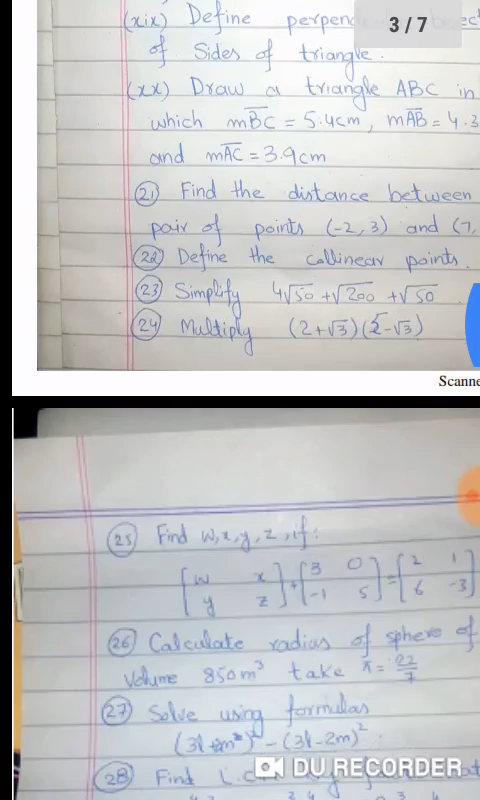 (xix) Define
3 / 7
of Sides of triangle.
(xx) Draw a triangle ABC in
which mBC = 5.4cm, mAB = 4.3
and mAC = 3.9cm
(21) Find the distance between
pair of points (-2, 3) and (7,
(22) Define the collinear points.
(23) Simplify 4√50 + √200 + √50
(24) Multiply (2+√3)(2-√3)
Scanne
(25) Find w,x,y,z, if:
[w x] + [3 0] = [2 1]
[y z] [-1 5] [6 -3]
(26) Calculate radius of sphere of
volume 850m³ take π = 22/7
(27) Solve using formulas
(3l+2m)² - (3l-2m)²
DU RECORDER
(28) Find